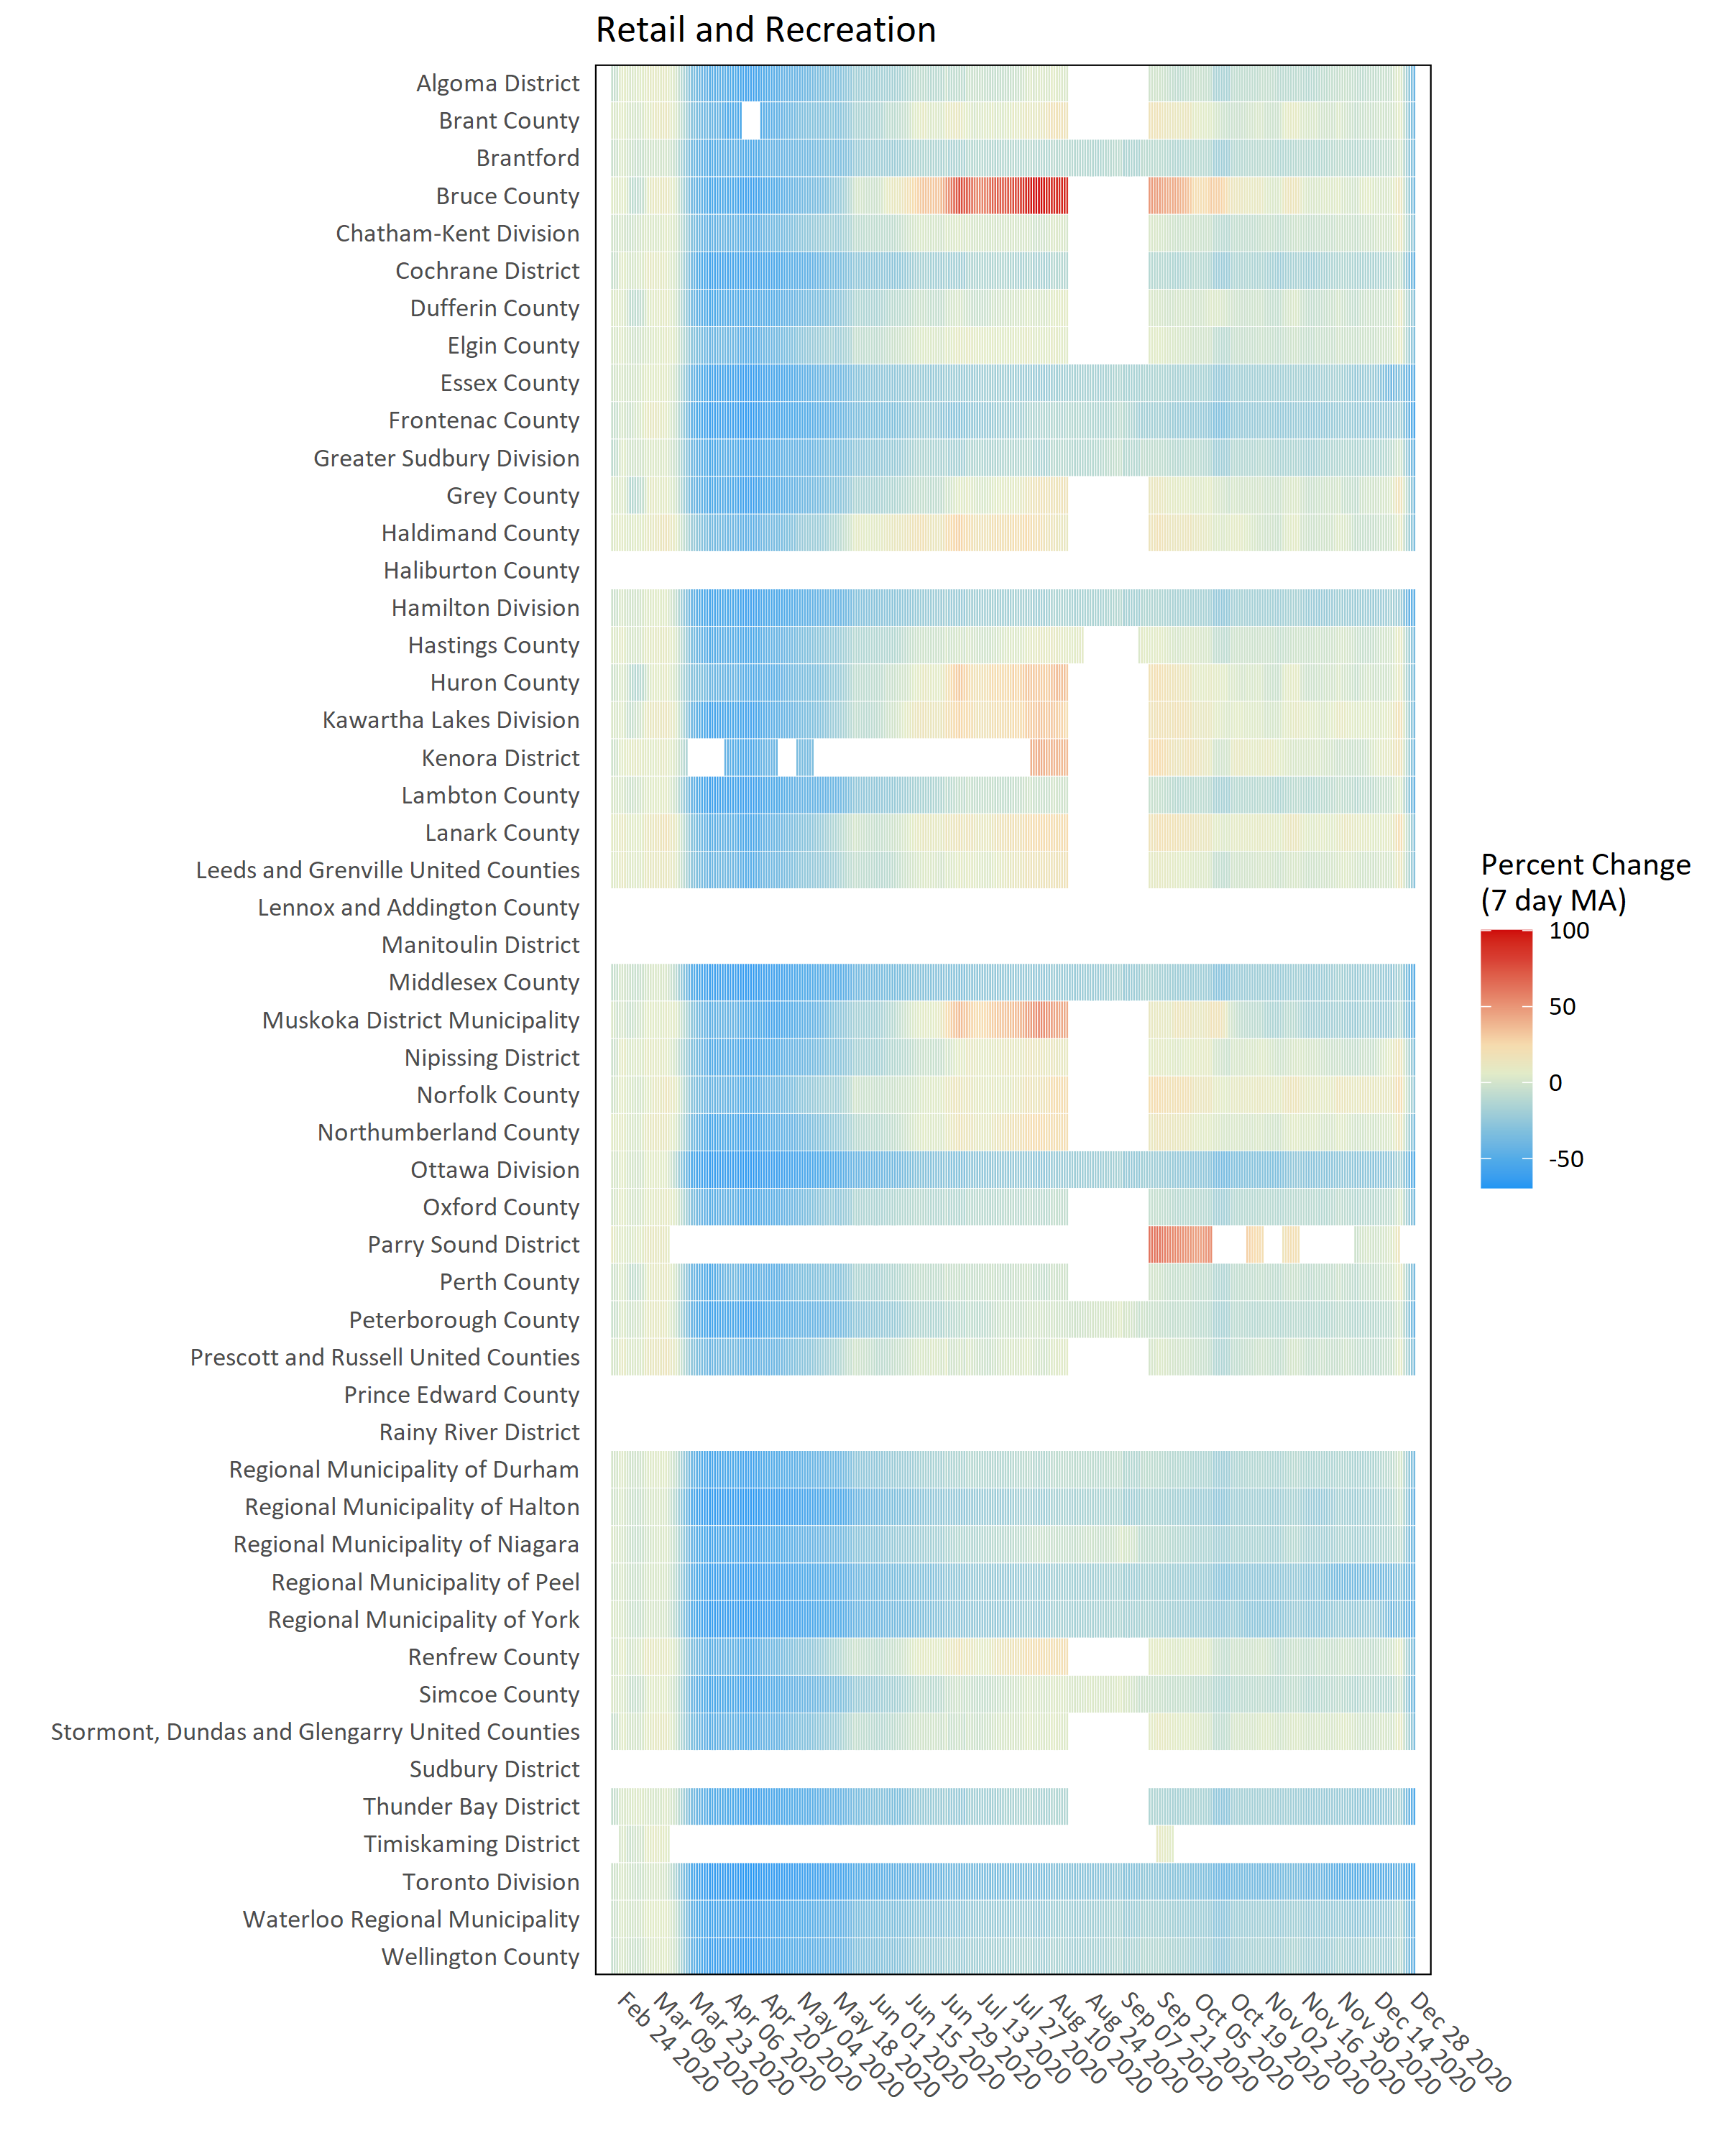 Retail and Recreation
Algoma District
Brant County
Brantford
Bruce County
Chatham-Kent Division
Cochrane District
Dufferin County
Elgin County
Essex County
Frontenac County
Greater Sudbury Division
Grey County
Haldimand County
Haliburton County
Hamilton Division
Hastings County
Huron County
Kawartha Lakes Division
Kenora District
Lambton County
Lanark County
Leeds and Grenville United Counties
Lennox and Addington County
Manitoulin District
Middlesex County
Muskoka District Municipality
Nipissing District
Norfolk County
Northumberland County
Ottawa Division
Oxford County
Parry Sound District
Perth County
Peterborough County
Prescott and Russell United Counties
Prince Edward County
Rainy River District
Regional Municipality of Durham
Regional Municipality of Halton
Regional Municipality of Niagara
Regional Municipality of Peel
Regional Municipality of York
Renfrew County
Simcoe County
Stormont, Dundas and Glengarry United Counties
Sudbury District
Thunder Bay District
Timiskaming District
Toronto Division
Waterloo Regional Municipality
Wellington County
Feb 24 2020
Mar 09 2020
Mar 23 2020
Apr 06 2020
Apr 20 2020
May 04 2020
May 18 2020
Jun 01 2020
Jun 15 2020
Jun 29 2020
Jul 13 2020
Jul 27 2020
Aug 10 2020
Aug 24 2020
Sep 07 2020
Sep 21 2020
Oct 05 2020
Oct 19 2020
Nov 02 2020
Nov 16 2020
Nov 30 2020
Dec 14 2020
Dec 28 2020
Percent Change
(7 day MA)
100
50
0
-50